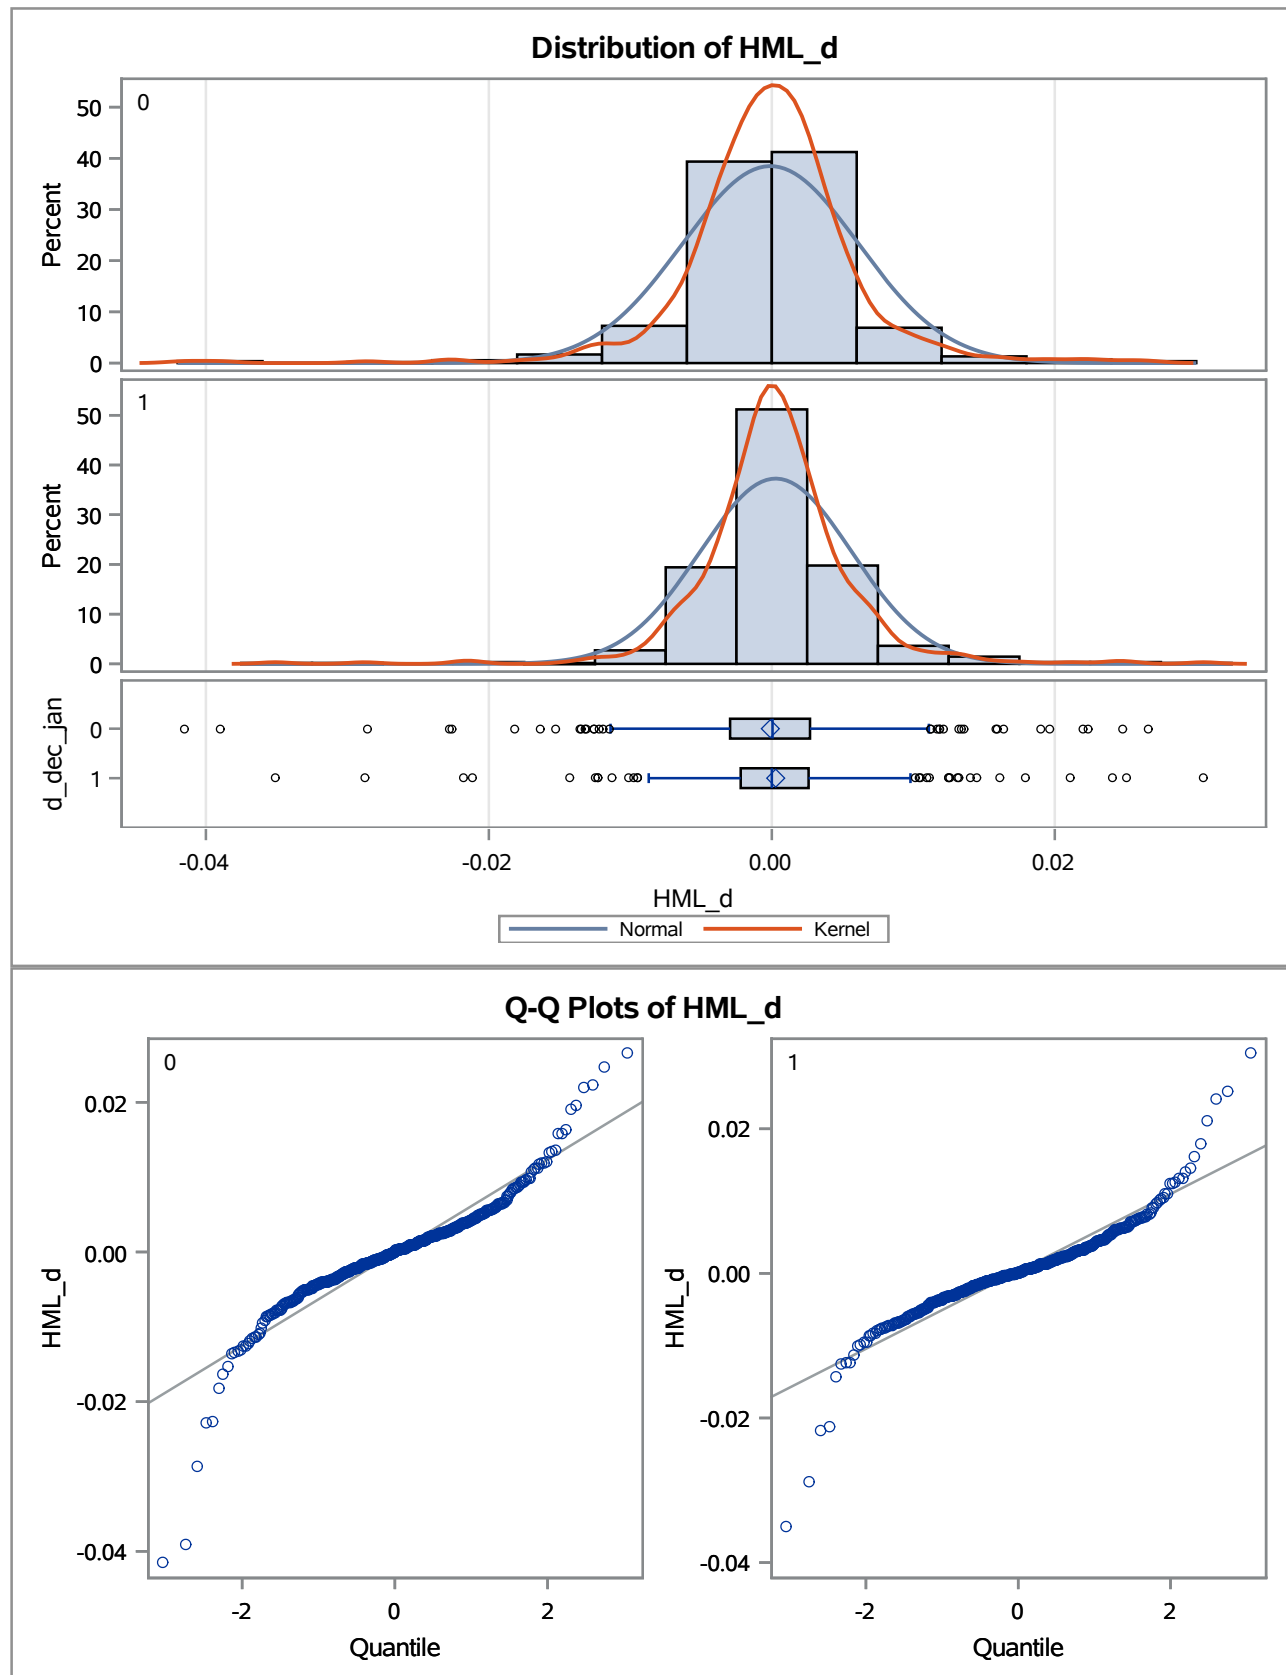 Distribution of HML_d
0
50
40
30
20
10
0
Percent
1
50
40
30
20
10
0
Percent
d_dec_jan
0
1
-0.04 -0.02 0.00 0.02
HML_d
Normal Kernel
Q-Q Plots of HML_d
0
0.02
0.00
-0.02
-0.04
HML_d
-2 0 2
Quantile
1
0.02
0.00
-0.02
-0.04
HML_d
-2 0 2
Quantile